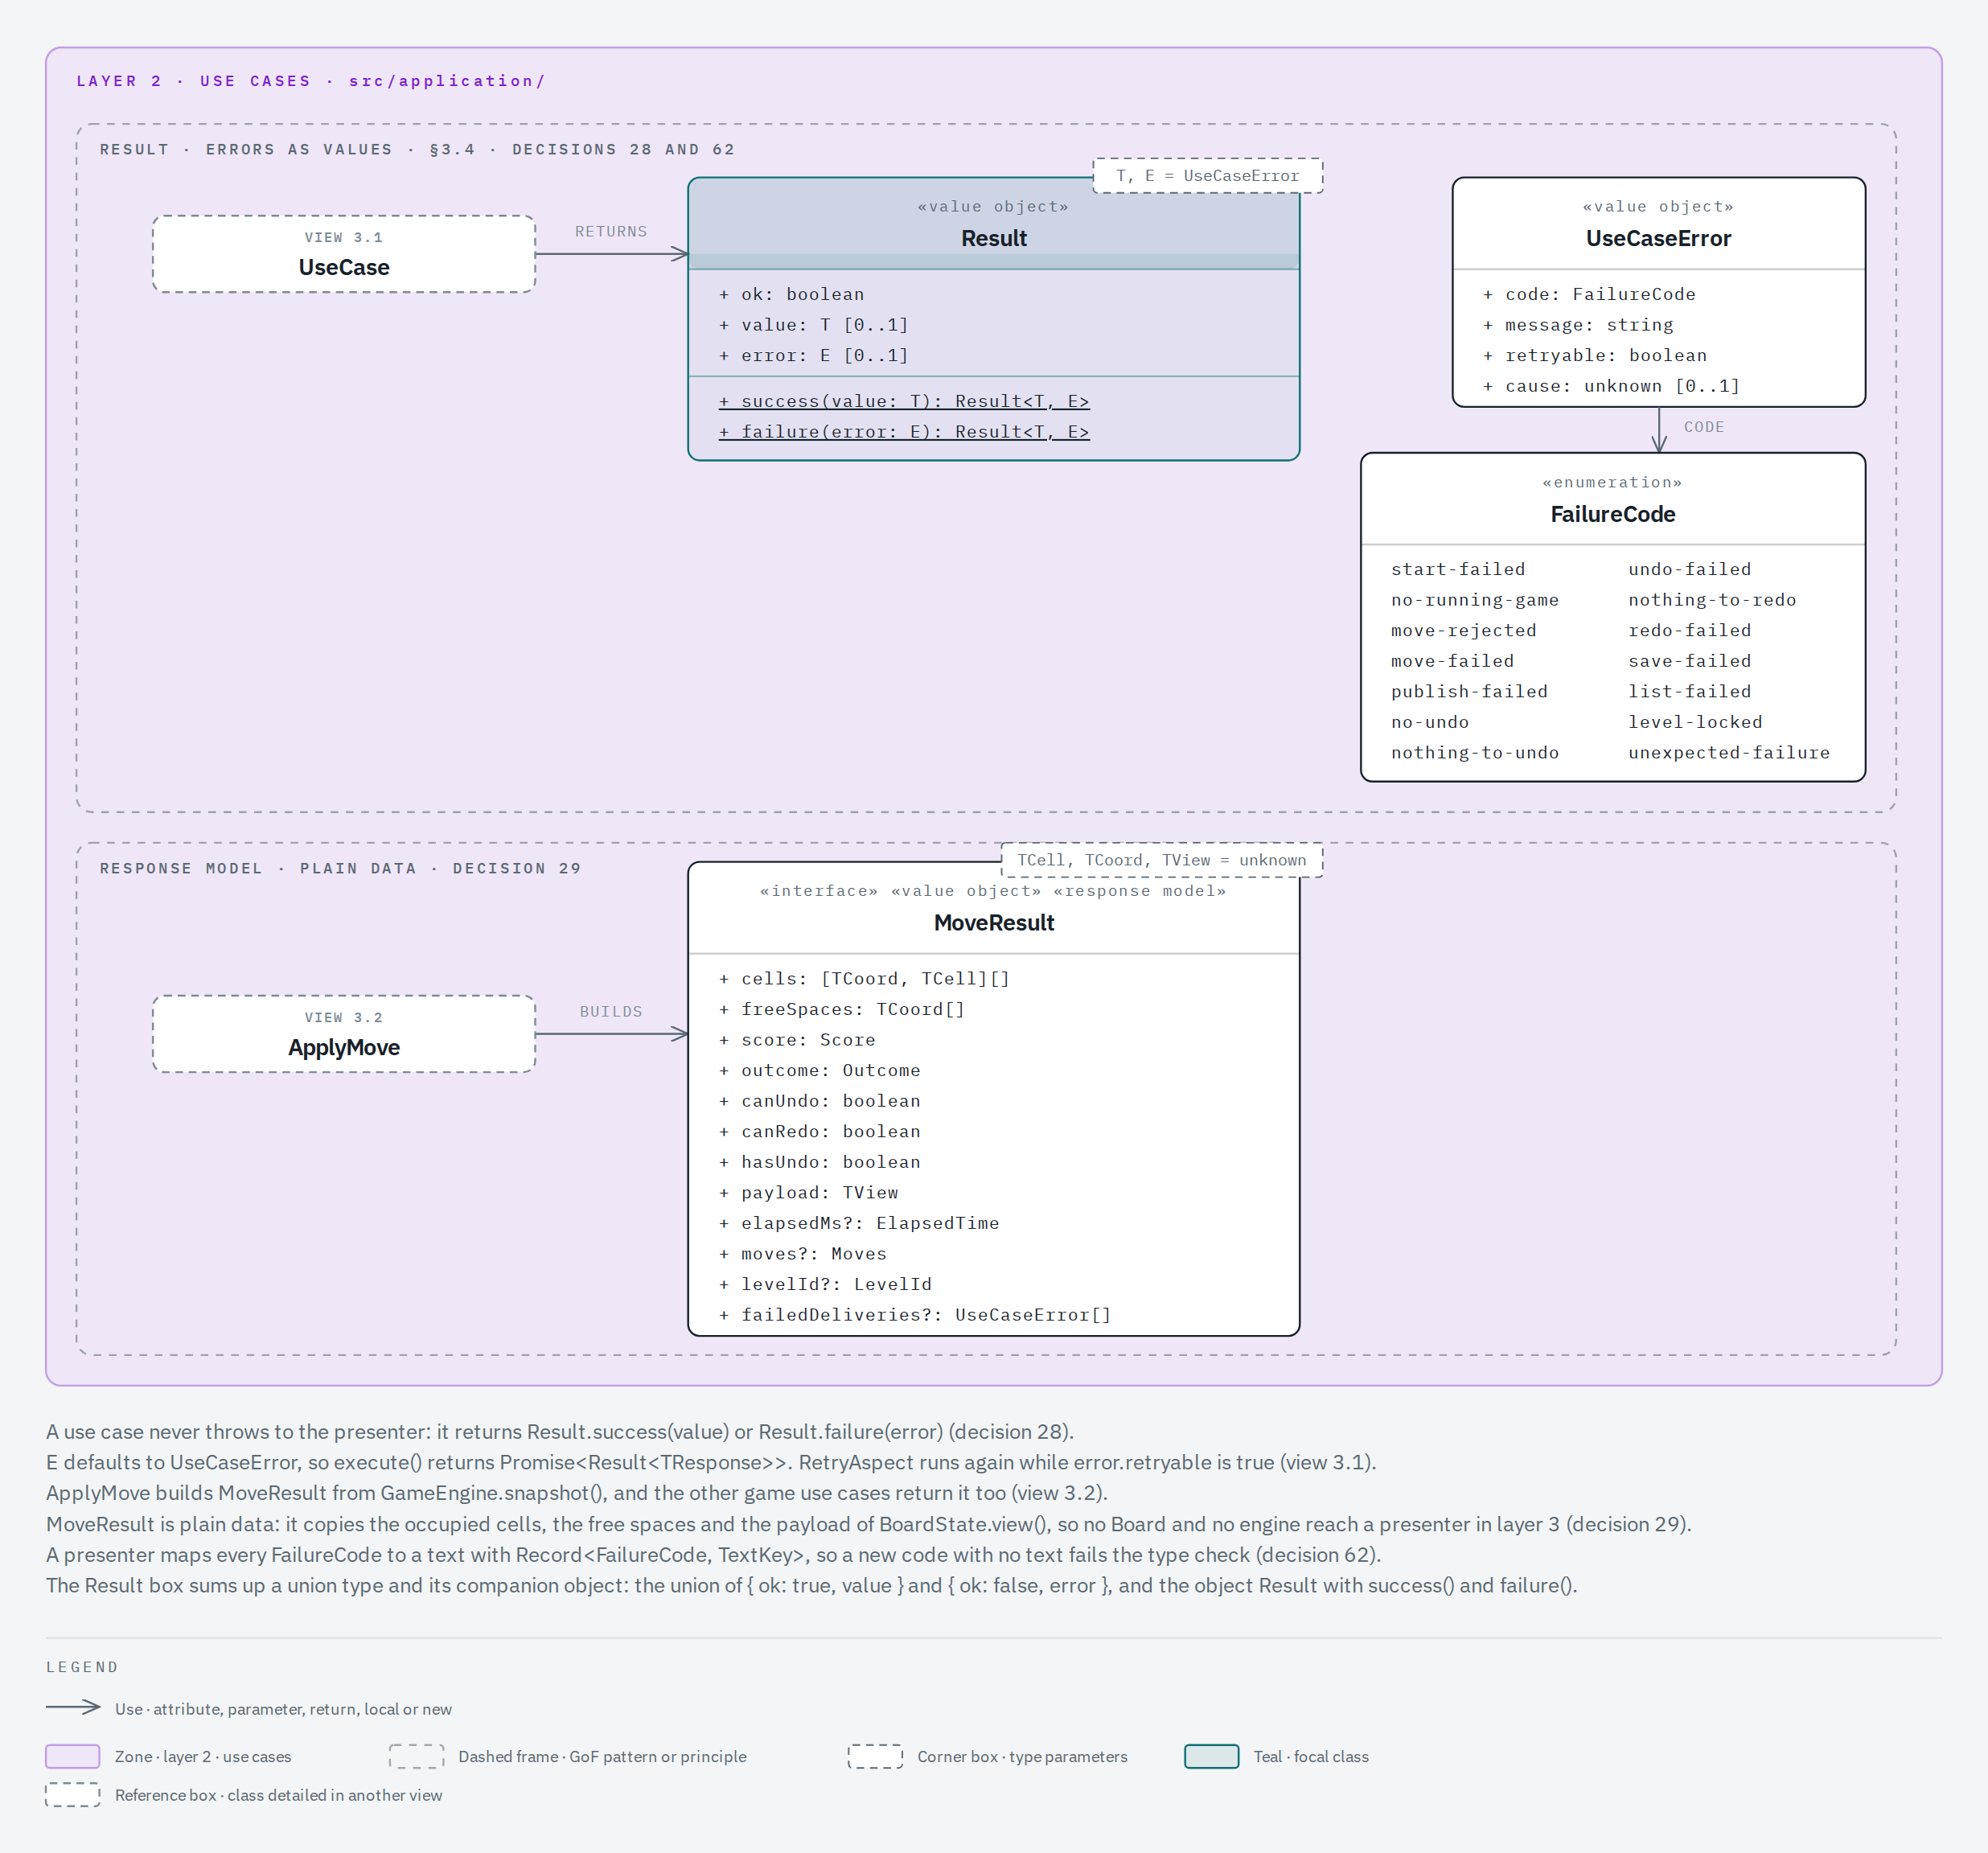 LAYER 2 · USE CASES · src/application/
RESULT · ERRORS AS VALUES · §3.4 · DECISIONS 28 AND 62
VIEW 3.1
UseCase
RETURNS
T, E = UseCaseError
«value object»
Result
+ ok: boolean
+ value: T [0..1]
+ error: E [0..1]
+ success(value: T): Result<T, E>
+ failure(error: E): Result<T, E>
«value object»
UseCaseError
+ code: FailureCode
+ message: string
+ retryable: boolean
+ cause: unknown [0..1]
CODE
«enumeration»
FailureCode
start-failed
no-running-game
move-rejected
move-failed
publish-failed
no-undo
nothing-to-undo
undo-failed
nothing-to-redo
redo-failed
save-failed
list-failed
level-locked
unexpected-failure
RESPONSE MODEL · PLAIN DATA · DECISION 29
VIEW 3.2
ApplyMove
BUILDS
TCell, TCoord, TView = unknown
«interface» «value object» «response model»
MoveResult
+ cells: [TCoord, TCell][]
+ freeSpaces: TCoord[]
+ score: Score
+ outcome: Outcome
+ canUndo: boolean
+ canRedo: boolean
+ hasUndo: boolean
+ payload: TView
+ elapsedMs?: ElapsedTime
+ moves?: Moves
+ levelId?: LevelId
+ failedDeliveries?: UseCaseError[]
A use case never throws to the presenter: it returns Result.success(value) or Result.failure(error) (decision 28).
E defaults to UseCaseError, so execute() returns Promise<Result<TResponse>>. RetryAspect runs again while error.retryable is true (view 3.1).
ApplyMove builds MoveResult from GameEngine.snapshot(), and the other game use cases return it too (view 3.2).
MoveResult is plain data: it copies the occupied cells, the free spaces and the payload of BoardState.view(), so no Board and no engine reach a presenter in layer 3 (decision 29).
A presenter maps every FailureCode to a text with Record<FailureCode, TextKey>, so a new code with no text fails the type check (decision 62).
The Result box sums up a union type and its companion object: the union of { ok: true, value } and { ok: false, error }, and the object Result with success() and failure().
LEGEND
Use · attribute, parameter, return, local or new
Zone · layer 2 · use cases
Dashed frame · GoF pattern or principle
Corner box · type parameters
Teal · focal class
Reference box · class detailed in another view